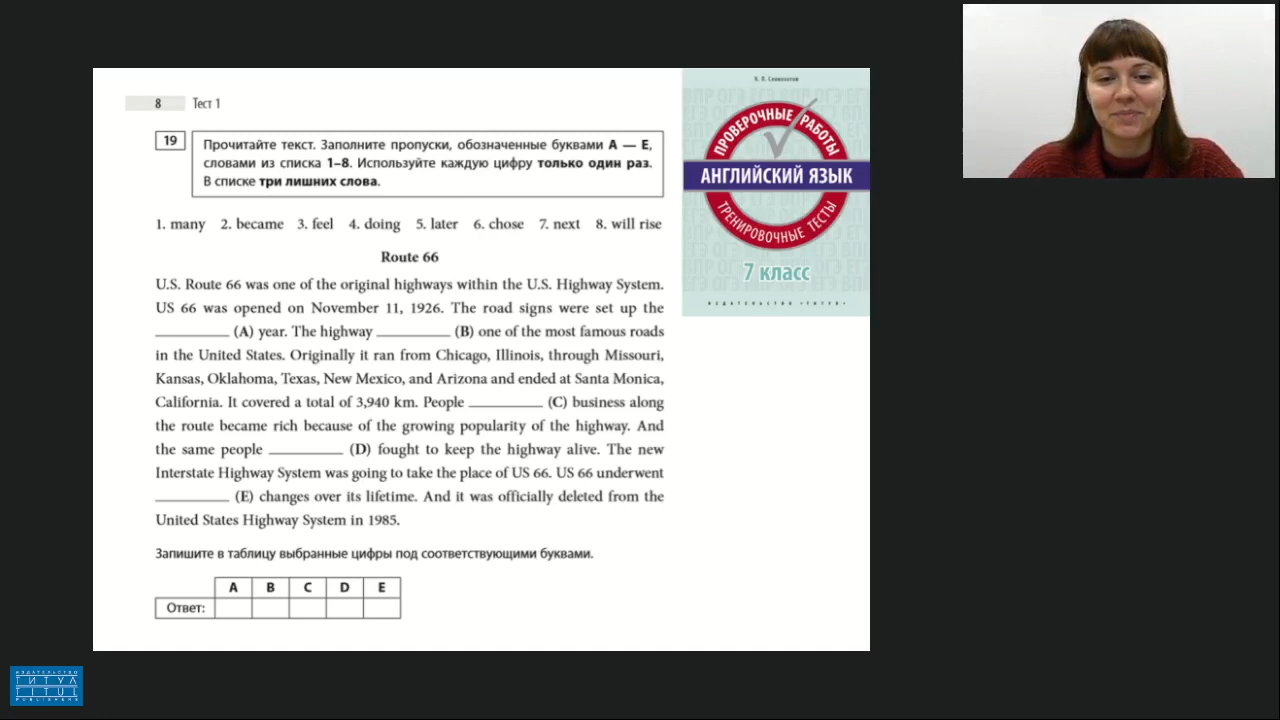 8 Тест 1
19
Прочитайте текст. Заполните пропуски, обозначенные буквами А — Е,
словами из списка 1–8. Используйте каждую цифру только один раз.
В списке три лишних слова.
1. many 2. became 3. feel 4. doing 5. later 6. chose 7. next 8. will rise
Route 66
U.S. Route 66 was one of the original highways within the U.S. Highway System.
US 66 was opened on November 11, 1926. The road signs were set up the
__________ (A) year. The highway __________ (B) one of the most famous roads
in the United States. Originally it ran from Chicago, Illinois, through Missouri,
Kansas, Oklahoma, Texas, New Mexico, and Arizona and ended at Santa Monica,
California. It covered a total of 3,940 km. People __________ (C) business along
the route became rich because of the growing popularity of the highway. And
the same people __________ (D) fought to keep the highway alive. The new
Interstate Highway System was going to take the place of US 66. US 66 underwent
__________ (E) changes over its lifetime. And it was officially deleted from the
United States Highway System in 1985.
Запишите в таблицу выбранные цифры под соответствующими буквами.
A B C D E
Ответ:
ПРОВЕРОЧНЫЕ РАБОТЫ
АНГЛИЙСКИЙ ЯЗЫК
ТРЕНИРОВОЧНЫЕ ТЕСТЫ
7 класс
ИЗДАТЕЛЬСТВО «ТИТУЛ»
ИЗДАТЕЛЬСТВО
ТИТУЛ
TITUL
PUBLISHERS